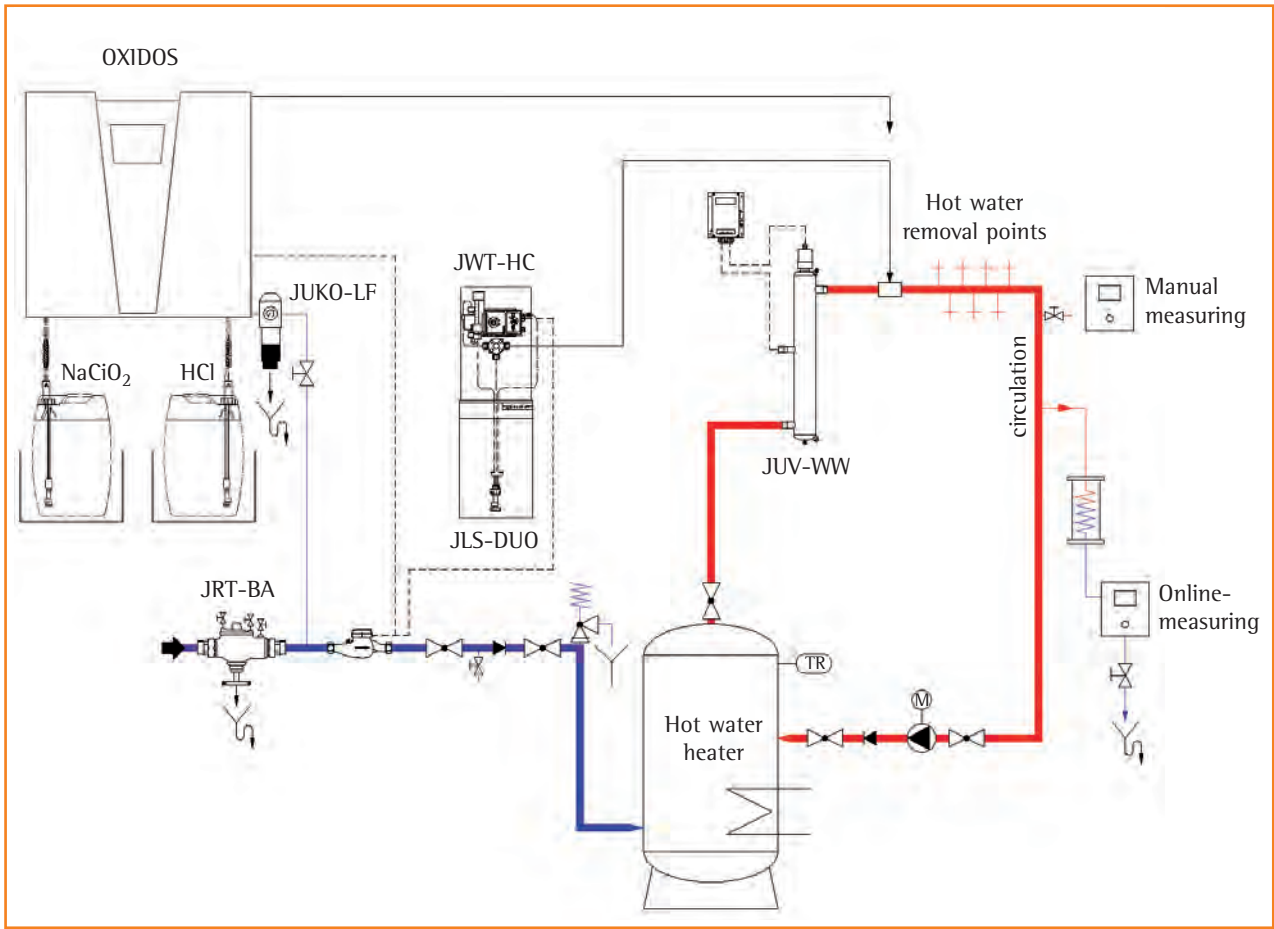 OXIDOS
JWT-HC
Hot water
removal points
JUKO-LF
Manual
measuring
NaCiO₂
HCl
circulation
JUV-WW
JLS-DUO
JRT-BA
Online-
measuring
TR
M
Hot water
heater